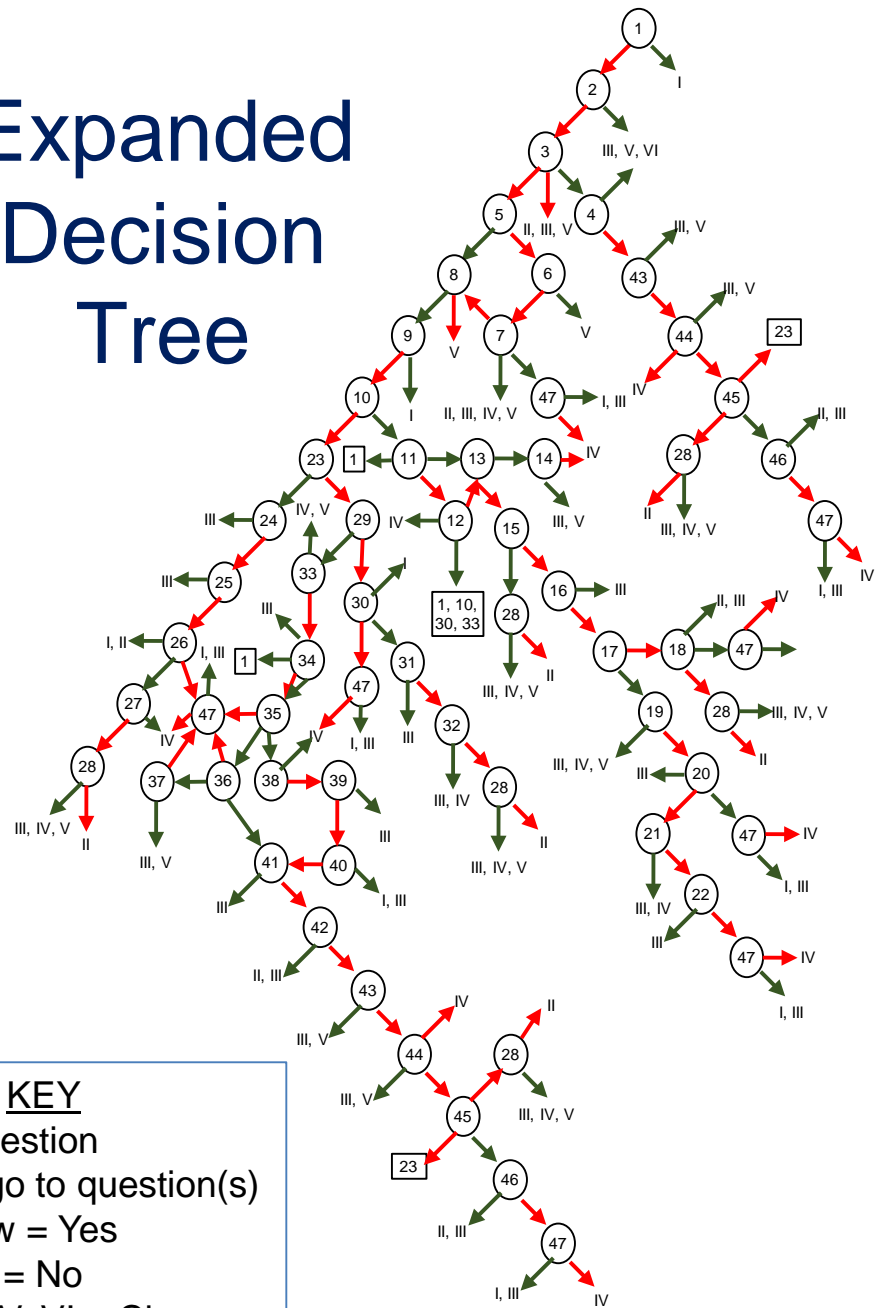 Expanded
Decision
Tree
1
I
2
III, V, VI
3
5
II, III, V
4
III, V
8
6
43
III, V
9
V
7
V
44
23
10
I
II, III, IV, V
47
I, III
IV
45
II, III
23
1
11
13
14
IV
28
46
III
24
IV, V
29
IV
12
15
III, V
II
III, IV, V
47
III
25
33
30
I
1, 10,
30, 33
28
16
III
I, III
IV
I, II
26
I, III
III
1
34
47
31
III, IV, V
II
17
18
II, III
47
IV
27
IV
47
35
IV
I, III
III
32
19
28
III, IV, V
28
37
36
38
39
III, IV
28
III, IV, V
20
II
III
III, IV, V
II
III, V
III
III, IV, V
II
21
47
IV
41
40
III
I, III
III, IV
22
I, III
42
III
47
IV
II, III
43
I, III
III, V
44
IV
28
II
III, V
45
III, IV, V
23
46
II, III
47
I, III
IV
KEY
estion
go to question(s)
w = Yes
= No